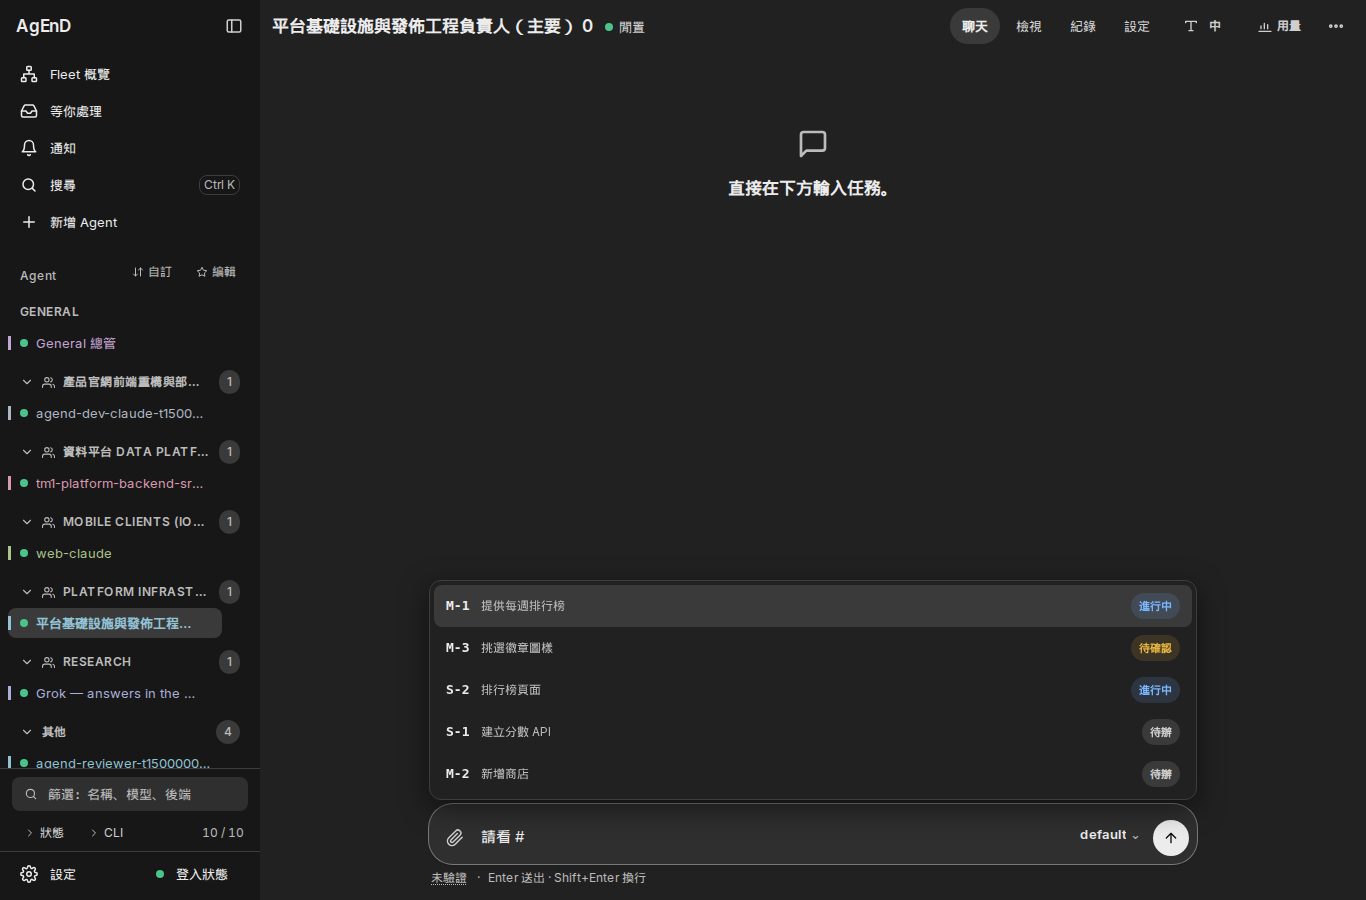 AgEnD
Fleet 概覽
等你處理
通知
搜尋 Ctrl K
新增 Agent
Agent 自訂 編輯
GENERAL
General 總管
產品官網前端重構與部... 1
agend-dev-claude-t1500...
資料平台 DATA PLATF... 1
tm1-platform-backend-sr...
MOBILE CLIENTS (IO... 1
web-claude
PLATFORM INFRAST... 1
平台基礎設施與發佈工程...
RESEARCH 1
Grok — answers in the ...
其他 4
agend-reviewer-t1500000...
篩選：名稱、模型、後端
狀態 CLI 10 / 10
設定 登入狀態
平台基礎設施與發佈工程負責人（主要）0 閒置
聊天 檢視 紀錄 設定 中 用量
直接在下方輸入任務。
M-1 提供每週排行榜 進行中
M-3 挑選徽章圖樣 待確認
S-2 排行榜頁面 進行中
S-1 建立分數 API 待辦
M-2 新增商店 待辦
請看 # default
未驗證 · Enter 送出 · Shift+Enter 換行